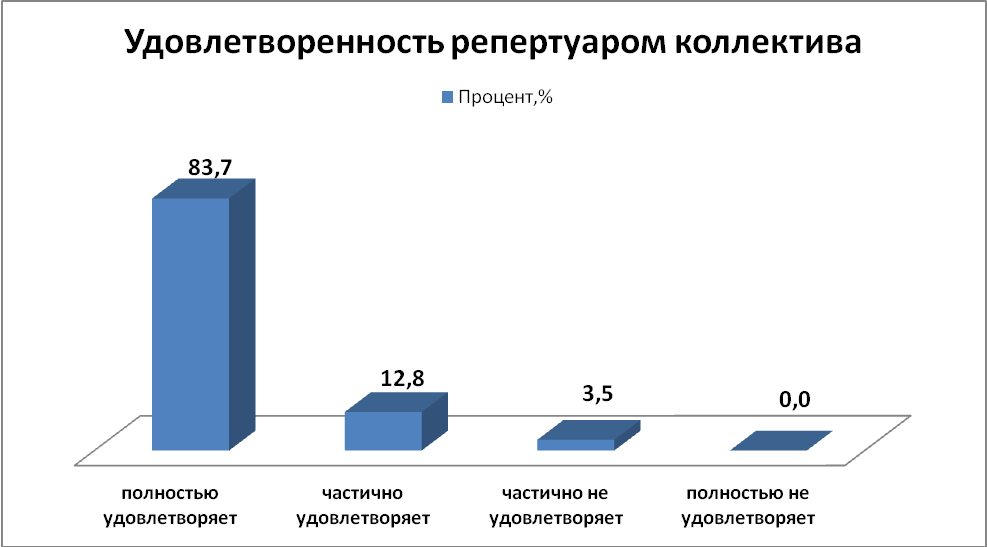 Удовлетворенность репертуаром коллектива
Процент,%
83,7
12,8
3,5
0,0
полностью
удовлетворяет
частично
удовлетворяет
частично не
удовлетворяет
полностью не
удовлетворяет